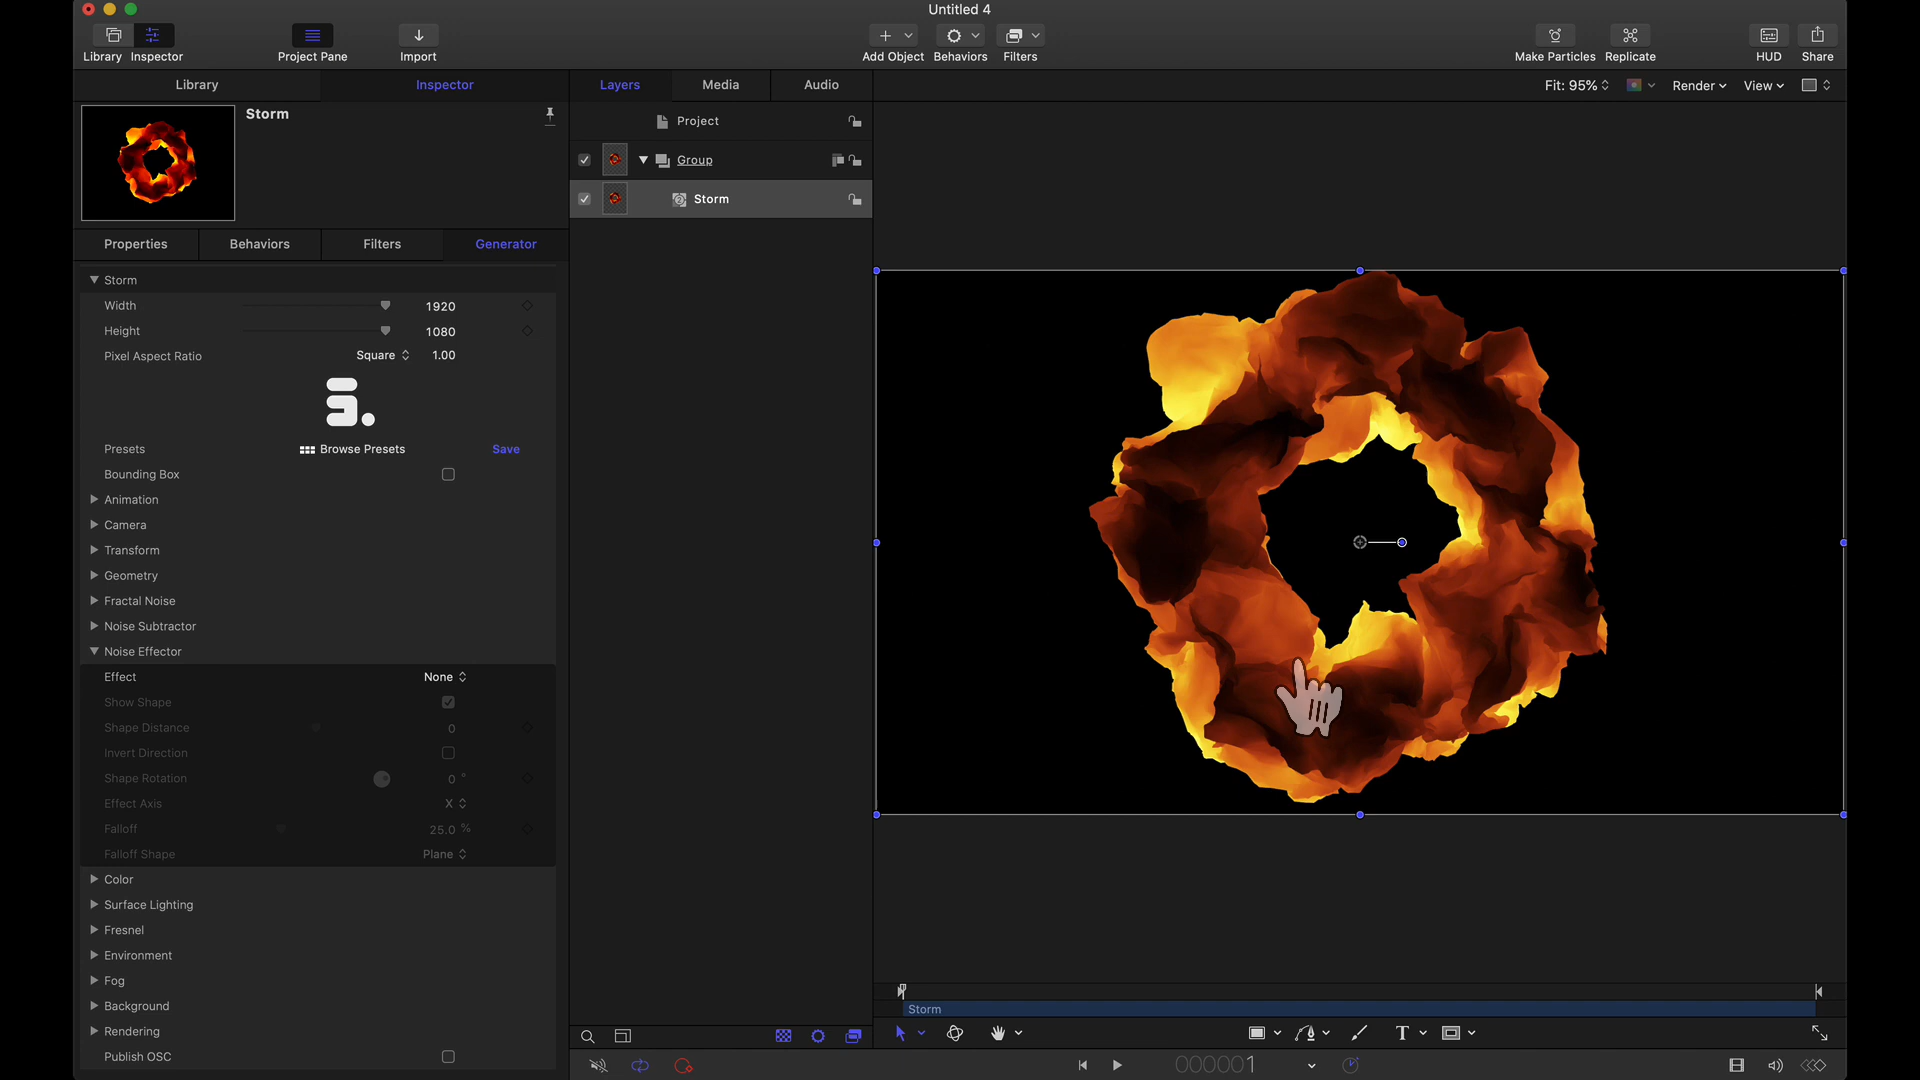 Untitled 4
Library Inspector Project Pane Import Add Object Behaviors Filters Make Particles Replicate HUD Share
Library Inspector Layers Media Audio Fit: 95% Render View
Storm
Project
Group
Storm
Properties Behaviors Filters Generator
Storm
Width 1920
Height 1080
Pixel Aspect Ratio Square 1.00
Presets Browse Presets Save
Bounding Box
Animation
Camera
Transform
Geometry
Fractal Noise
Noise Subtractor
Noise Effector
Effect None
Show Shape
Shape Distance 0
Invert Direction
Shape Rotation 0 °
Effect Axis X
Falloff 25.0 %
Falloff Shape Plane
Color
Surface Lighting
Fresnel
Environment
Fog
Background
Rendering
Publish OSC
Storm
000001